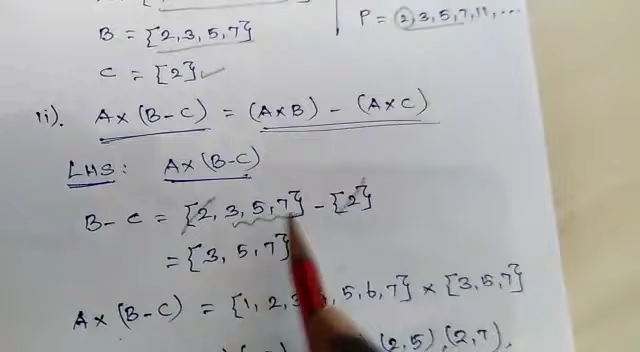 B = {2,3,5,7}
P = 2,3,5,7,11,...
C = {2}
ii). A×(B-C) = (A×B) - (A×C)
LHS: A×(B-C)
B-C = {2,3,5,7} - {2}
= {3,5,7}
A×(B-C) = {1,2,3, ,5,6,7} × {3,5,7}
(2,5),(2,7),